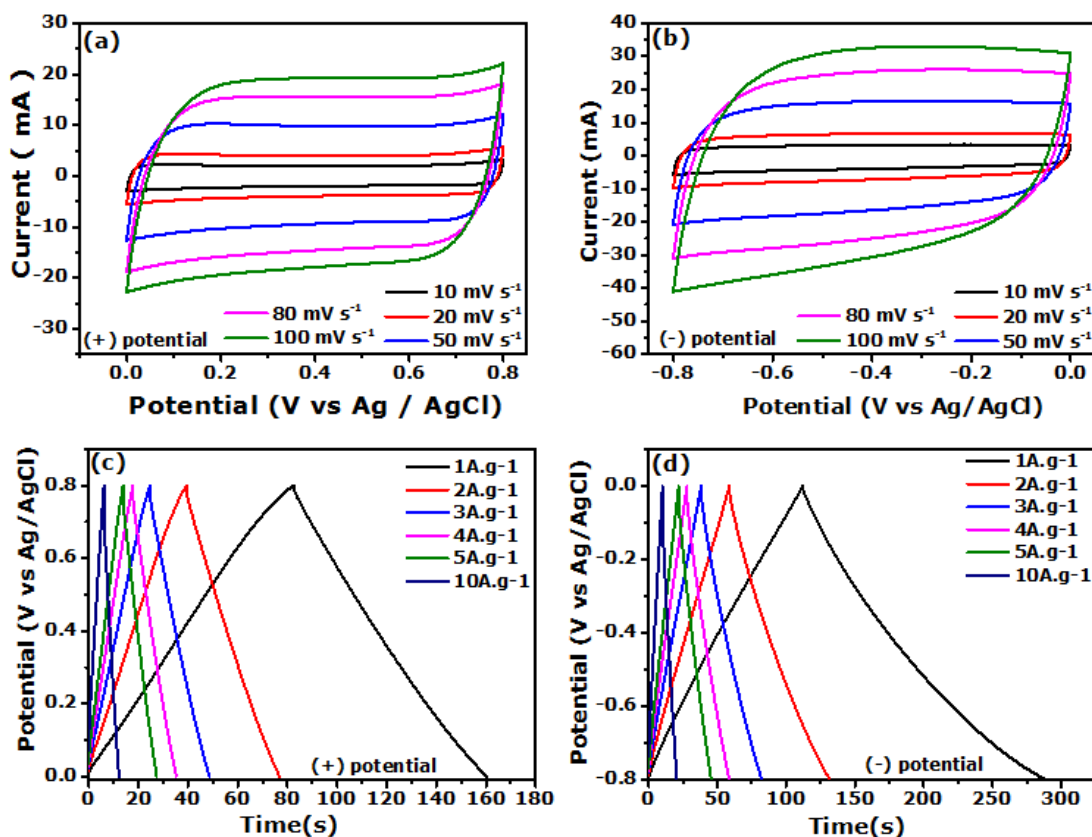 (a)
Current ( mA)
30
20
10
0
-10
-20
-30
10 mV s⁻¹
80 mV s⁻¹
20 mV s⁻¹
(+) potential
100 mV s⁻¹
50 mV s⁻¹
0.0 0.2 0.4 0.6 0.8
Potential (V vs Ag / AgCl)
(b)
Current (mA)
40
30
20
10
0
-10
-20
-30
-40
-50
-60
10 mV s⁻¹
80 mV s⁻¹
20 mV s⁻¹
(-) potential
100 mV s⁻¹
50 mV s⁻¹
-0.8 -0.6 -0.4 -0.2 0.0
Potential (V vs Ag/AgCl)
(c)
Potential (V vs Ag/AgCl)
0.8
0.6
0.4
0.2
0.0
1A.g-1
2A.g-1
3A.g-1
4A.g-1
5A.g-1
10A.g-1
(+) potential
0 20 40 60 80 100 120 140 160 180
Time(s)
(d)
Potential (V vs Ag/AgCl)
0.0
-0.2
-0.4
-0.6
-0.8
1A.g-1
2A.g-1
3A.g-1
4A.g-1
5A.g-1
10A.g-1
(-) potential
0 50 100 150 200 250 300
Time(s)